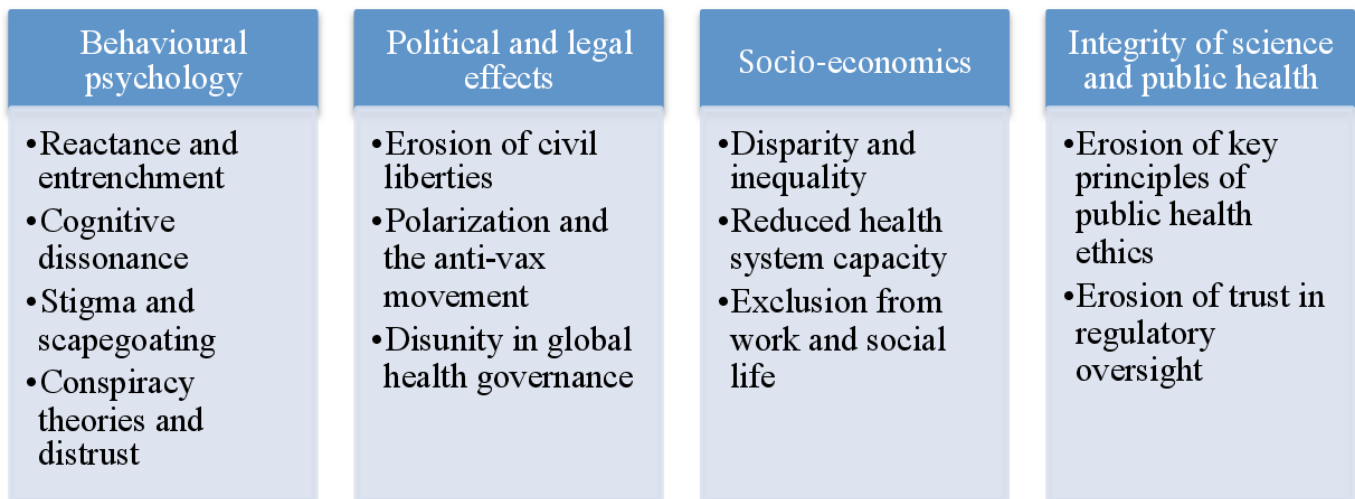 Behavioural
psychology
•Reactance and
entrenchment
•Cognitive
dissonance
•Stigma and
scapegoating
•Conspiracy
theories and
distrust
Political and legal
effects
•Erosion of civil
liberties
•Polarization and
the anti-vax
movement
•Disunity in global
health governance
Socio-economics
•Disparity and
inequality
•Reduced health
system capacity
•Exclusion from
work and social
life
Integrity of science
and public health
•Erosion of key
principles of
public health
ethics
•Erosion of trust in
regulatory
oversight